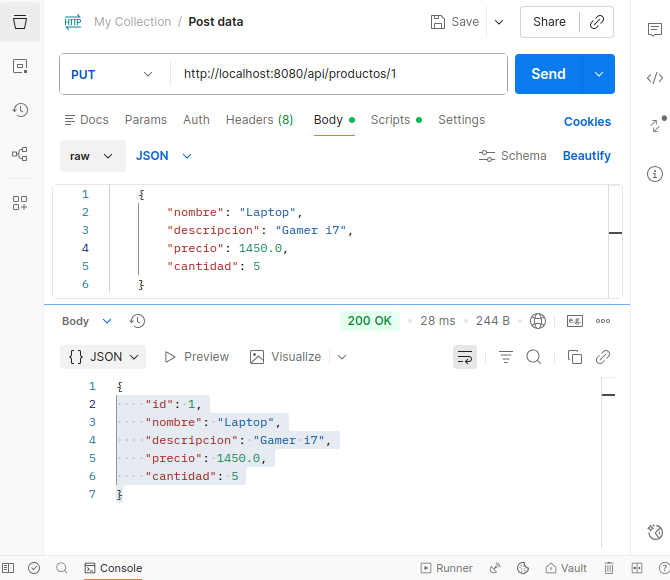 HTTP My Collection / Post data Save Share
PUT http://localhost:8080/api/productos/1 Send
Docs Params Auth Headers (8) Body Scripts Settings Cookies
raw JSON Schema Beautify
1 {
2 "nombre": "Laptop",
3 "descripcion": "Gamer i7",
4 "precio": 1450.0,
5 "cantidad": 5
6 }
Body 200 OK 28 ms 244 B e.g.
{} JSON Preview Visualize
1 {
2 "id": 1,
3 "nombre": "Laptop",
4 "descripcion": "Gamer i7",
5 "precio": 1450.0,
6 "cantidad": 5
7 }
Console Runner Vault